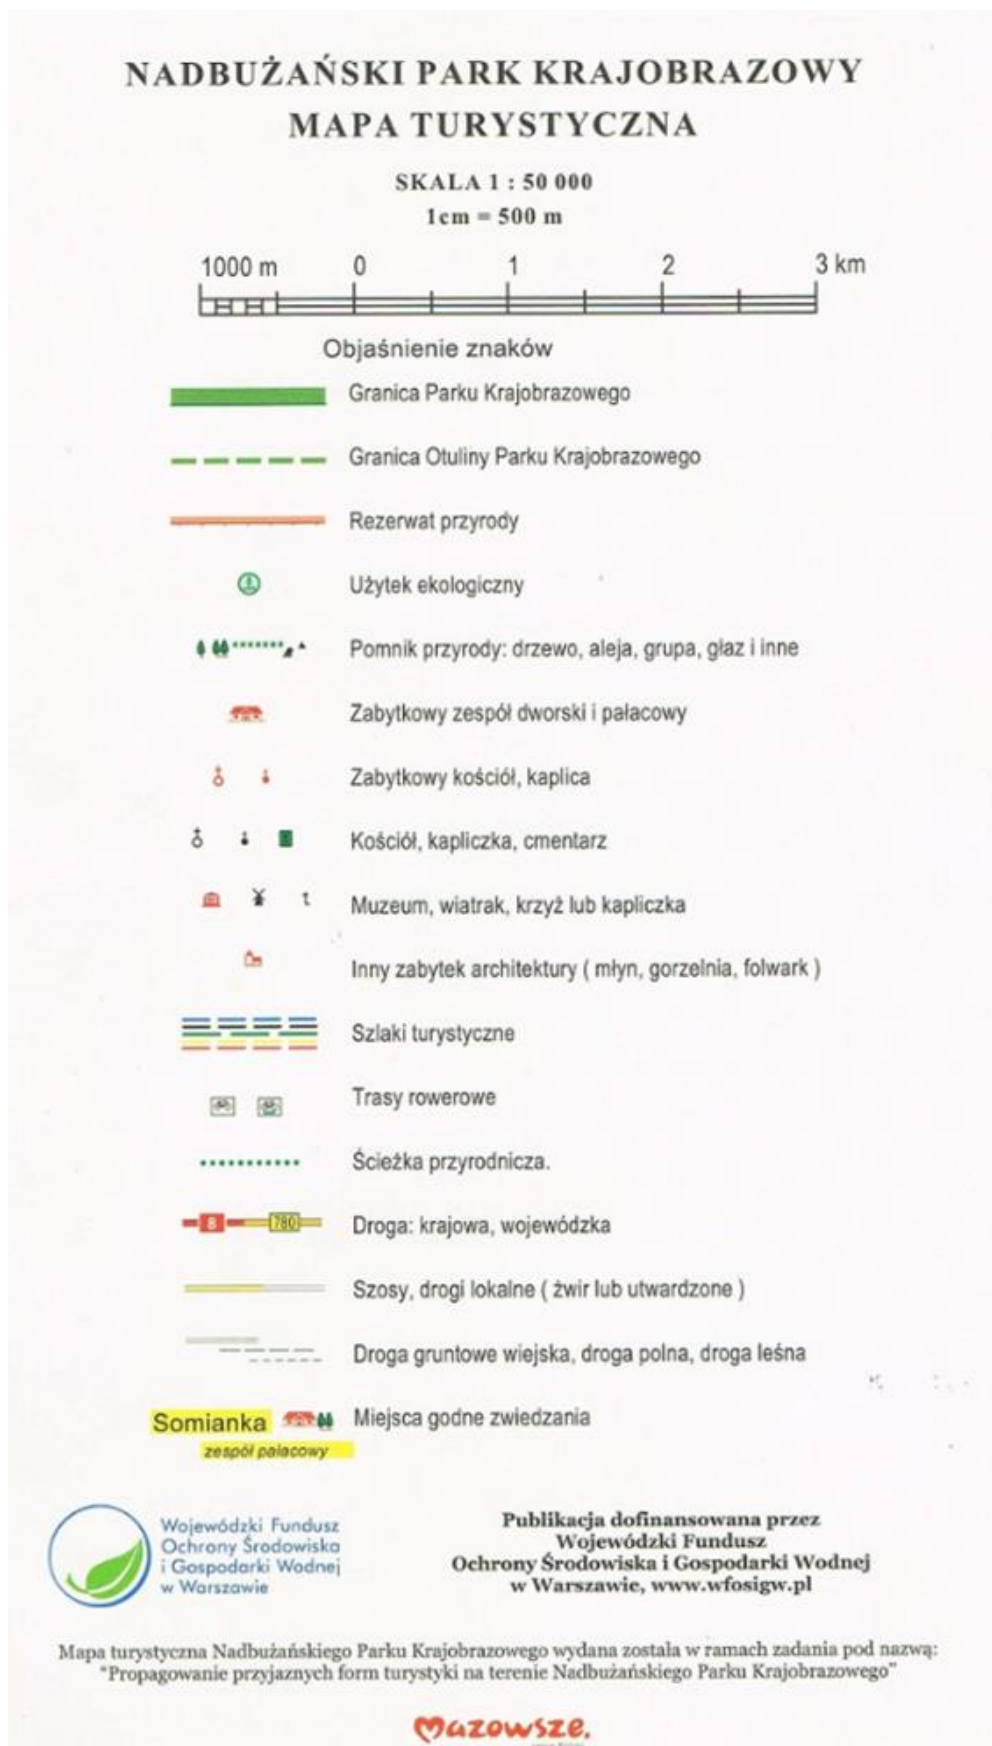 NADBUŻAŃSKI PARK KRAJOBRAZOWY
MAPA TURYSTYCZNA
SKALA 1 : 50 000
1cm = 500 m
1000 m 0 1 2 3 km
Objaśnienie znaków
Granica Parku Krajobrazowego
Granica Otuliny Parku Krajobrazowego
Rezerwat przyrody
Użytek ekologiczny
Pomnik przyrody: drzewo, aleja, grupa, głaz i inne
Zabytkowy zespół dworski i pałacowy
Zabytkowy kościół, kaplica
Kościół, kapliczka, cmentarz
Muzeum, wiatrak, krzyż lub kapliczka
Inny zabytek architektury ( młyn, gorzelnia, folwark )
Szlaki turystyczne
Trasy rowerowe
Ścieżka przyrodnicza.
8 780 Droga: krajowa, wojewódzka
Szosy, drogi lokalne ( żwir lub utwardzone )
Droga gruntowe wiejska, droga polna, droga leśna
Somianka Miejsca godne zwiedzania
zespół pałacowy
Wojewódzki Fundusz
Ochrony Środowiska
i Gospodarki Wodnej
w Warszawie
Publikacja dofinansowana przez
Wojewódzki Fundusz
Ochrony Środowiska i Gospodarki Wodnej
w Warszawie, www.wfosigw.pl
Mapa turystyczna Nadbużańskiego Parku Krajobrazowego wydana została w ramach zadania pod nazwą:
"Propagowanie przyjaznych form turystyki na terenie Nadbużańskiego Parku Krajobrazowego"
Mazowsze.